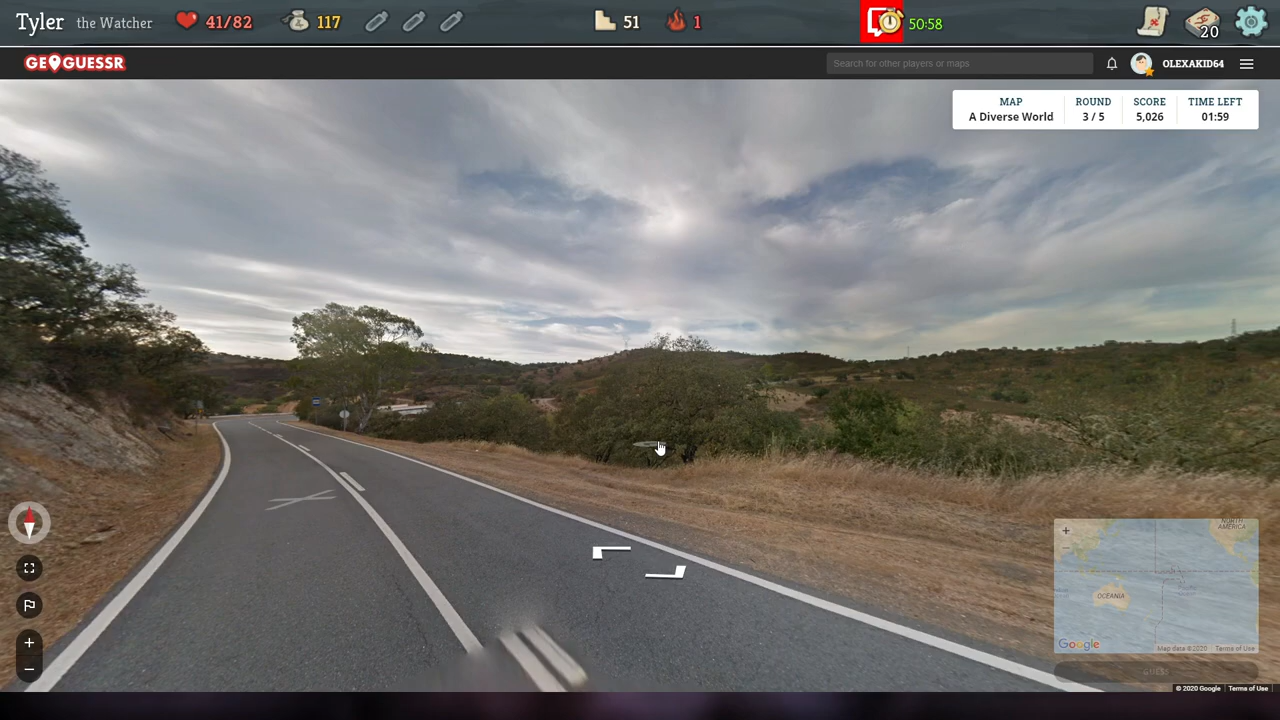 Tyler the Watcher 41/82 117 51 1 50:58 20
GEOGUESSR Search for other players or maps OLEXAKID64
MAP ROUND SCORE TIME LEFT
A Diverse World 3 / 5 5,026 01:59
NORTH
AMERICA
OCEANIA
Google Map data ©2020 Terms of Use
GUESS
© 2020 Google Terms of Use